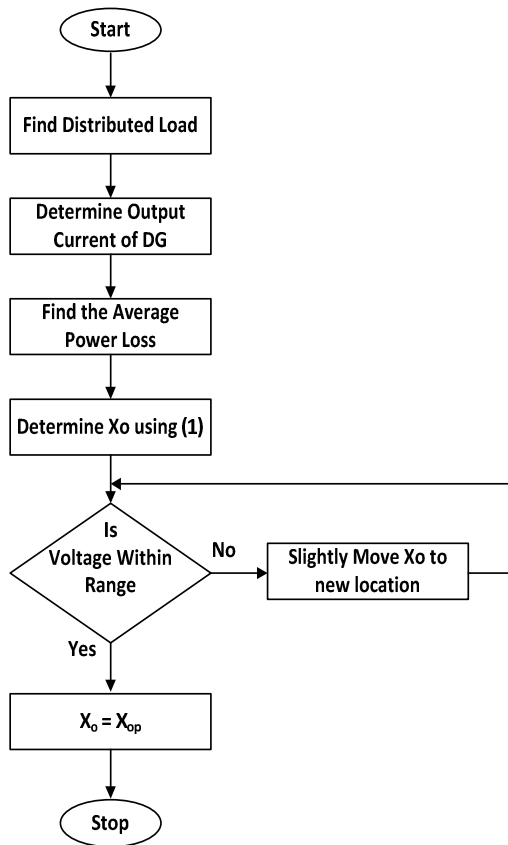 Start
Find Distributed Load
Determine Output
Current of DG
Find the Average
Power Loss
Determine Xo using (1)
Is
Voltage Within
Range
No
Slightly Move Xo to
new location
Yes
Xₒ = Xₒₚ
Stop